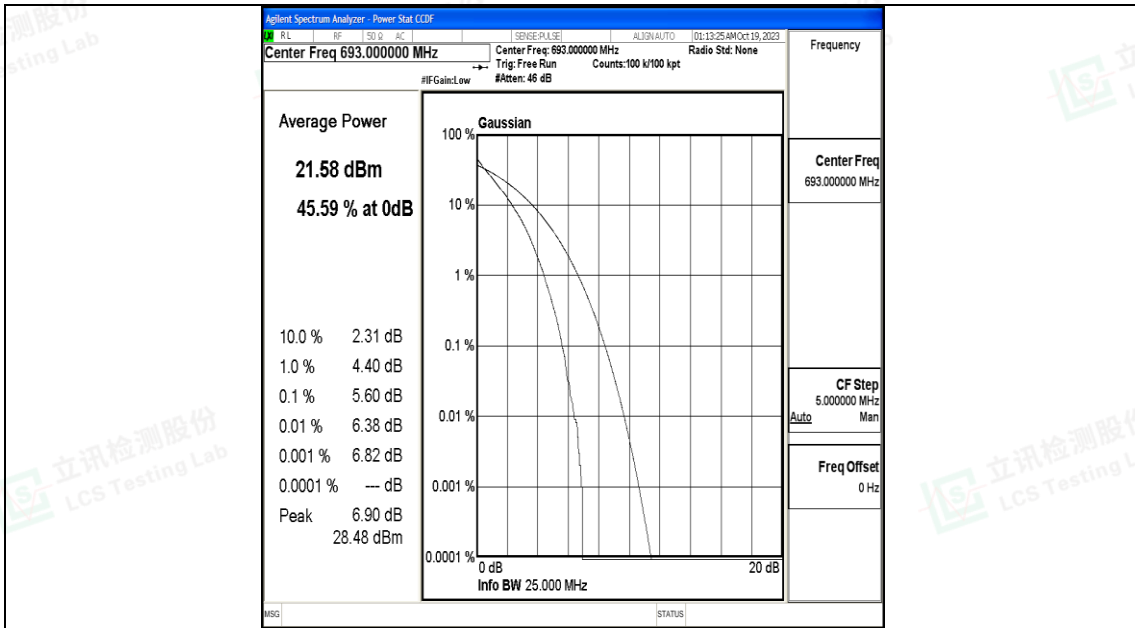 Agilent Spectrum Analyzer - Power Stat CCDF
RL RF 50 Ω AC SENSE:PULSE ALIGNAUTO 01:13:25 AM Oct 19, 2023
Center Freq 693.000000 MHz
Center Freq: 693.000000 MHz Radio Std: None
Trig: Free Run Counts:100 k/100 kpt
#IFGain:Low #Atten: 46 dB
Frequency
Average Power
21.58 dBm
45.59 % at 0dB
10.0 % 2.31 dB
1.0 % 4.40 dB
0.1 % 5.60 dB
0.01 % 6.38 dB
0.001 % 6.82 dB
0.0001 % --- dB
Peak 6.90 dB
28.48 dBm
Gaussian
100 %
10 %
1 %
0.1 %
0.01 %
0.001 %
0.0001 %
0 dB 20 dB
Info BW 25.000 MHz
Center Freq
693.000000 MHz
CF Step
5.000000 MHz
Auto Man
Freq Offset
0 Hz
MSG STATUS
立讯检测股份
LCS Testing Lab
立讯检测股份
LCS Testing L